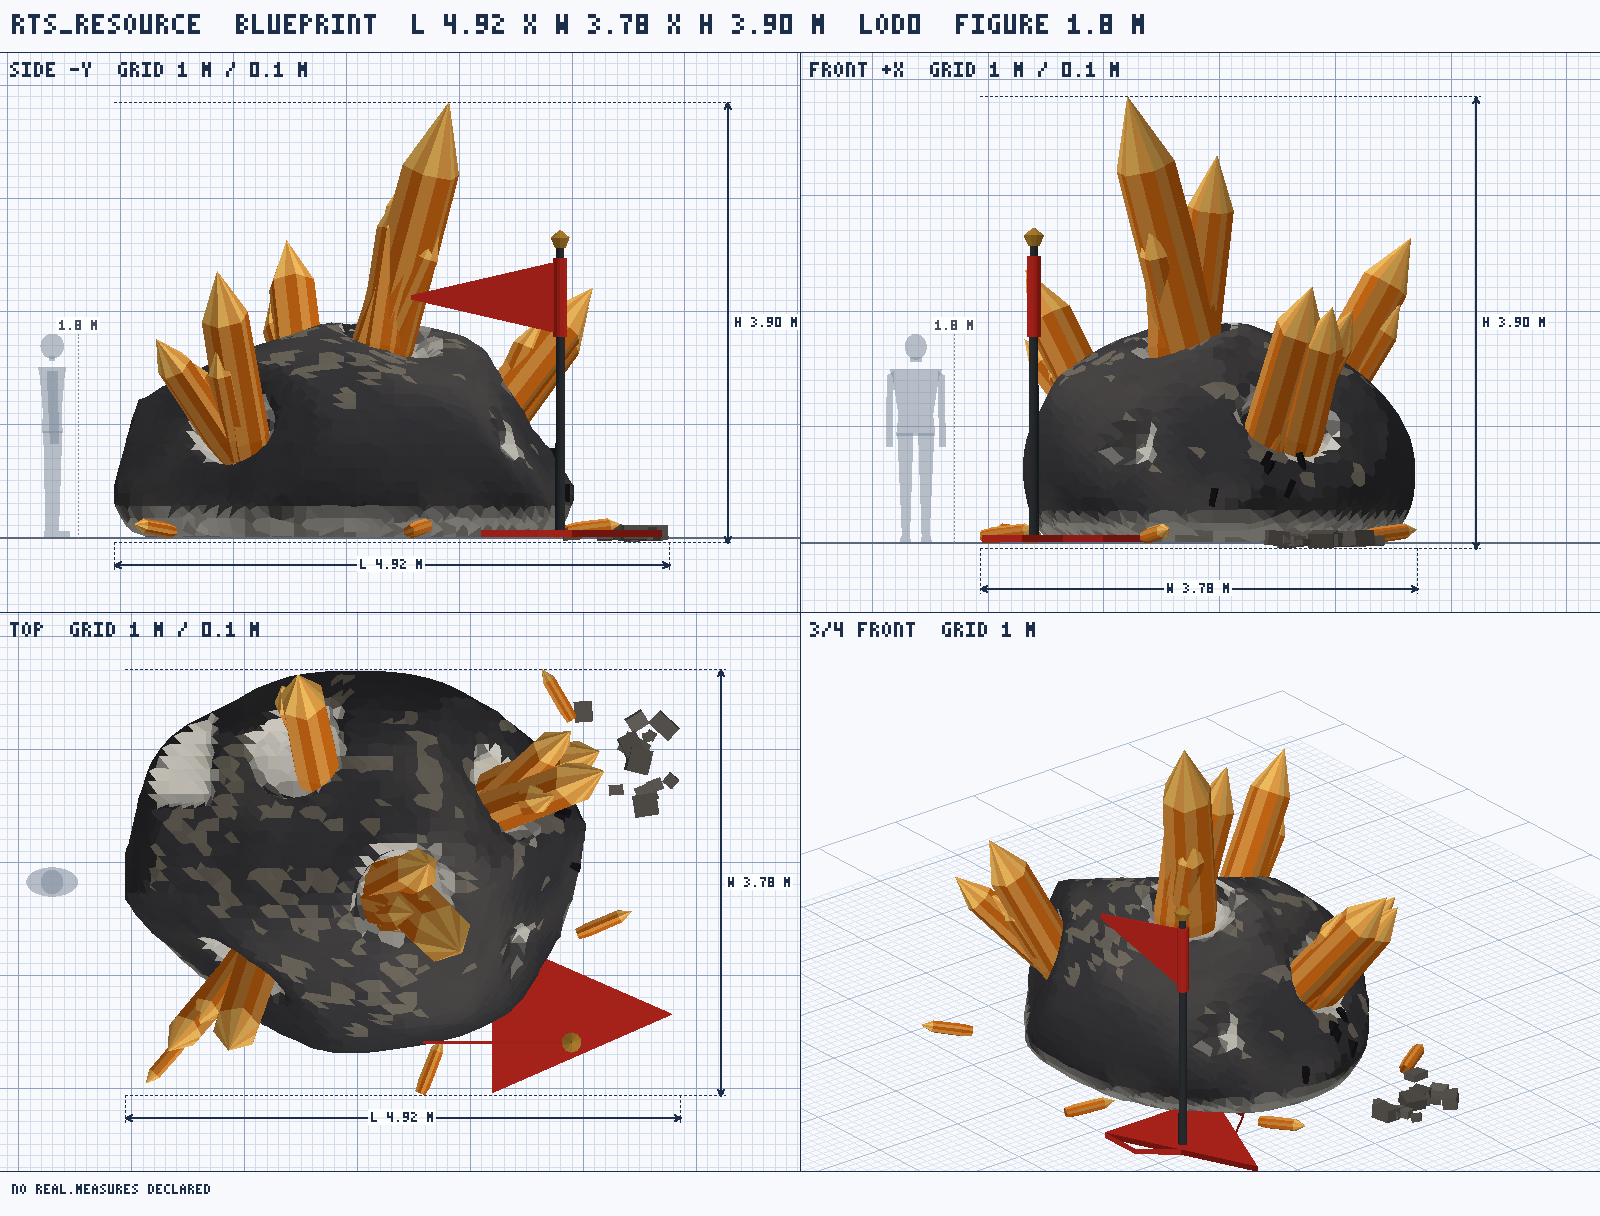 RTS_RESOURCE BLUEPRINT L 4.92 X W 3.78 X H 3.90 M LOD0 FIGURE 1.8 M
SIDE -Y GRID 1 M / 0.1 M
1.8 M
H 3.90 M
L 4.92 M
FRONT +X GRID 1 M / 0.1 M
1.8 M
H 3.90 M
W 3.78 M
TOP GRID 1 M / 0.1 M
W 3.78 M
L 4.92 M
3/4 FRONT GRID 1 M
NO REAL.MEASURES DECLARED